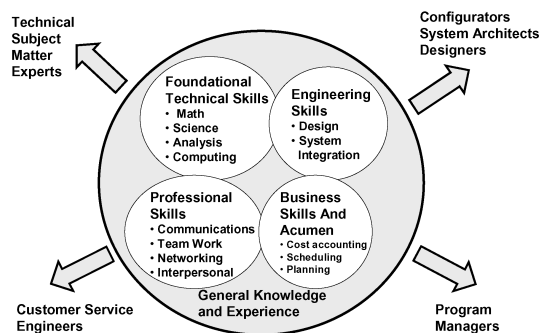 Technical
Subject
Matter
Experts
Configurators
System Architects
Designers
Foundational
Technical Skills
• Math
• Science
• Analysis
• Computing
Engineering
Skills
• Design
• System
Integration
Professional
Skills
• Communications
• Team Work
• Networking
• Interpersonal
Business
Skills And
Acumen
• Cost accounting
• Scheduling
• Planning
General Knowledge
and Experience
Customer Service
Engineers
Program
Managers